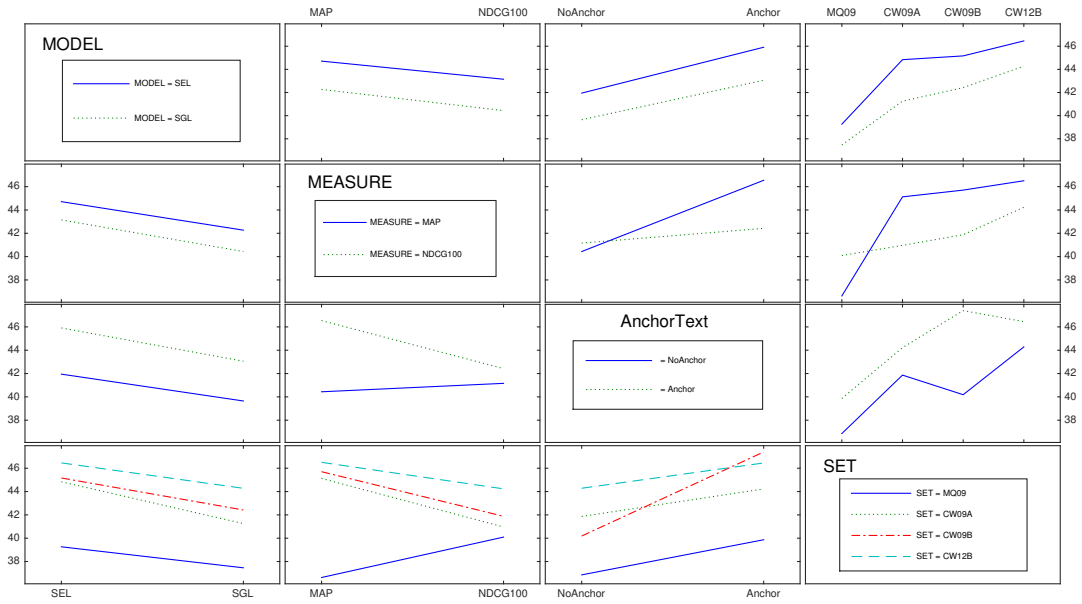 MAP NDCG100 NoAnchor Anchor MQ09 CW09A CW09B CW12B
MODEL
MODEL = SEL
MODEL = SGL
46
44
42
40
38
46
44
42
40
38
MEASURE
MEASURE = MAP
MEASURE = NDCG100
46
44
42
40
38
46
44
42
40
38
AnchorText
= NoAnchor
= Anchor
46
44
42
40
38
46
44
42
40
38
SET
SET = MQ09
SET = CW09A
SET = CW09B
SET = CW12B
SEL SGL MAP NDCG100 NoAnchor Anchor